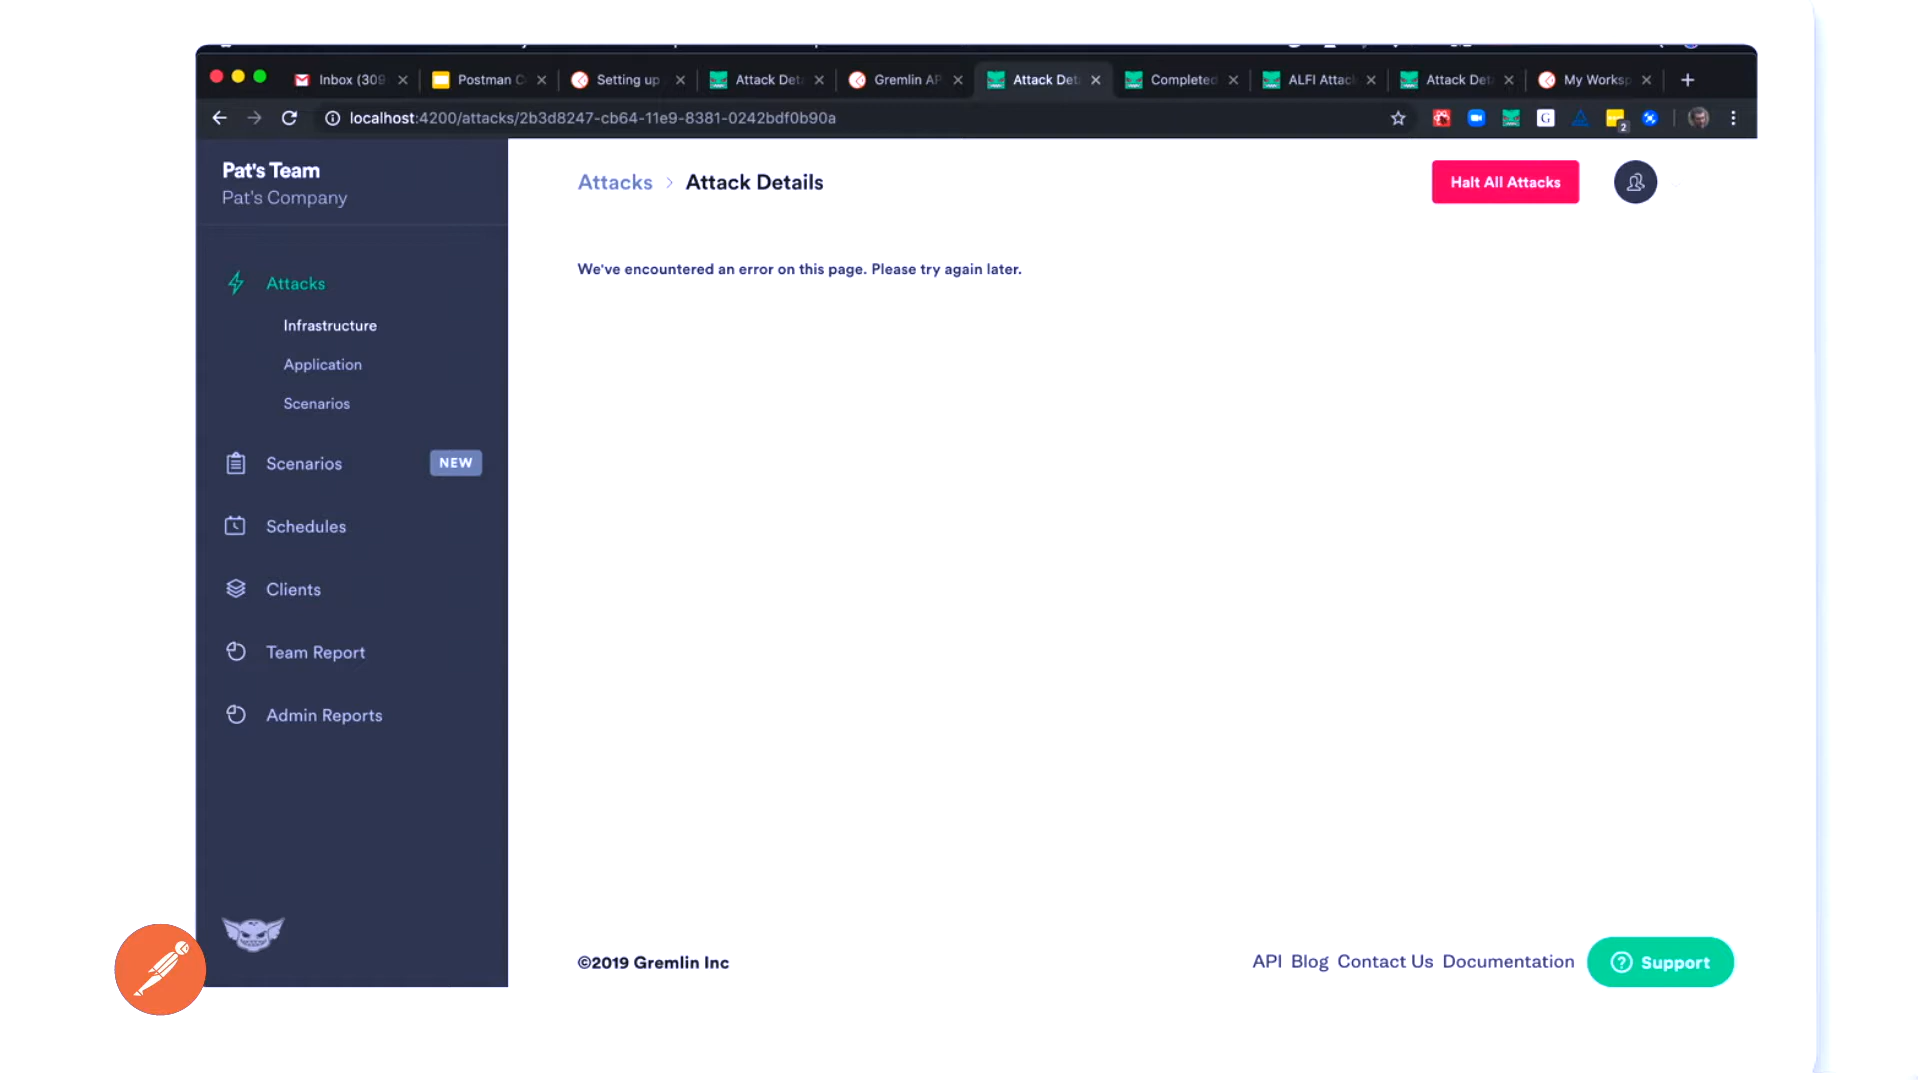 Inbox (309
Postman C
Setting up
Attack Det
Gremlin AP
Attack Det
Completed
ALFI Attac
Attack Det
My Worksp
localhost:4200/attacks/2b3d8247-cb64-11e9-8381-0242bdf0b90a
G
2
Pat's Team
Pat's Company
Attacks
Infrastructure
Application
Scenarios
Scenarios NEW
Schedules
Clients
Team Report
Admin Reports
Attacks > Attack Details
Halt All Attacks
We've encountered an error on this page. Please try again later.
©2019 Gremlin Inc
API Blog Contact Us Documentation
? Support